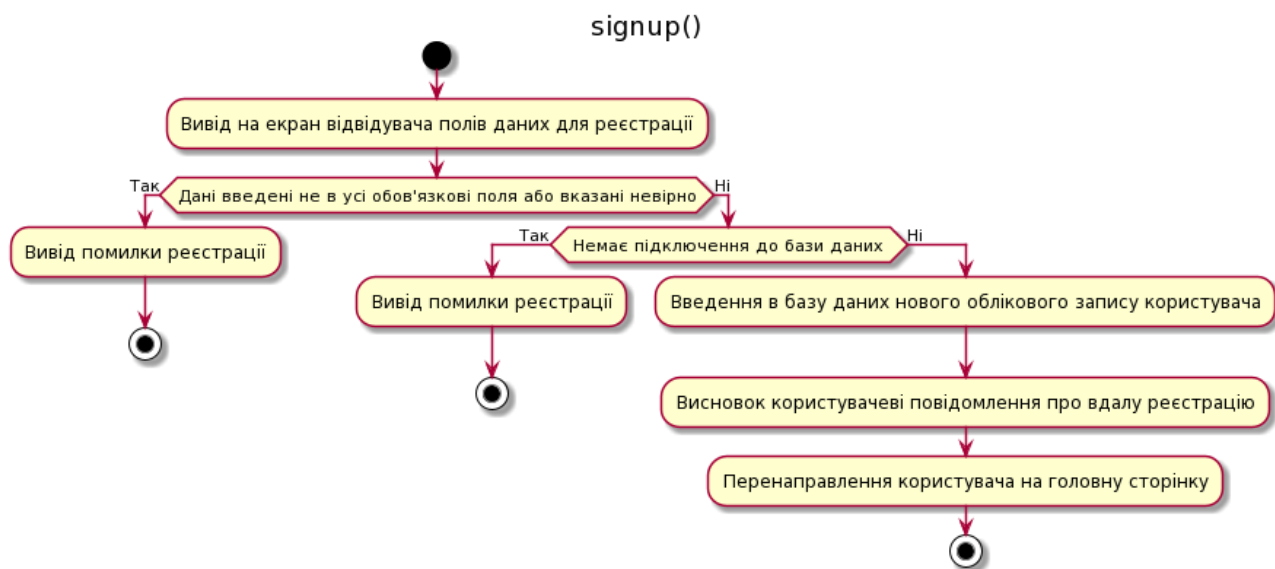 signup()
Вивід на екран відвідувача полів даних для реєстрації
Так
Дані введені не в усі обов'язкові поля або вказані невірно
Ні
Вивід помилки реєстрації
Так
Немає підключення до бази даних
Ні
Вивід помилки реєстрації
Введення в базу даних нового облікового запису користувача
Висновок користувачеві повідомлення про вдалу реєстрацію
Перенаправлення користувача на головну сторінку